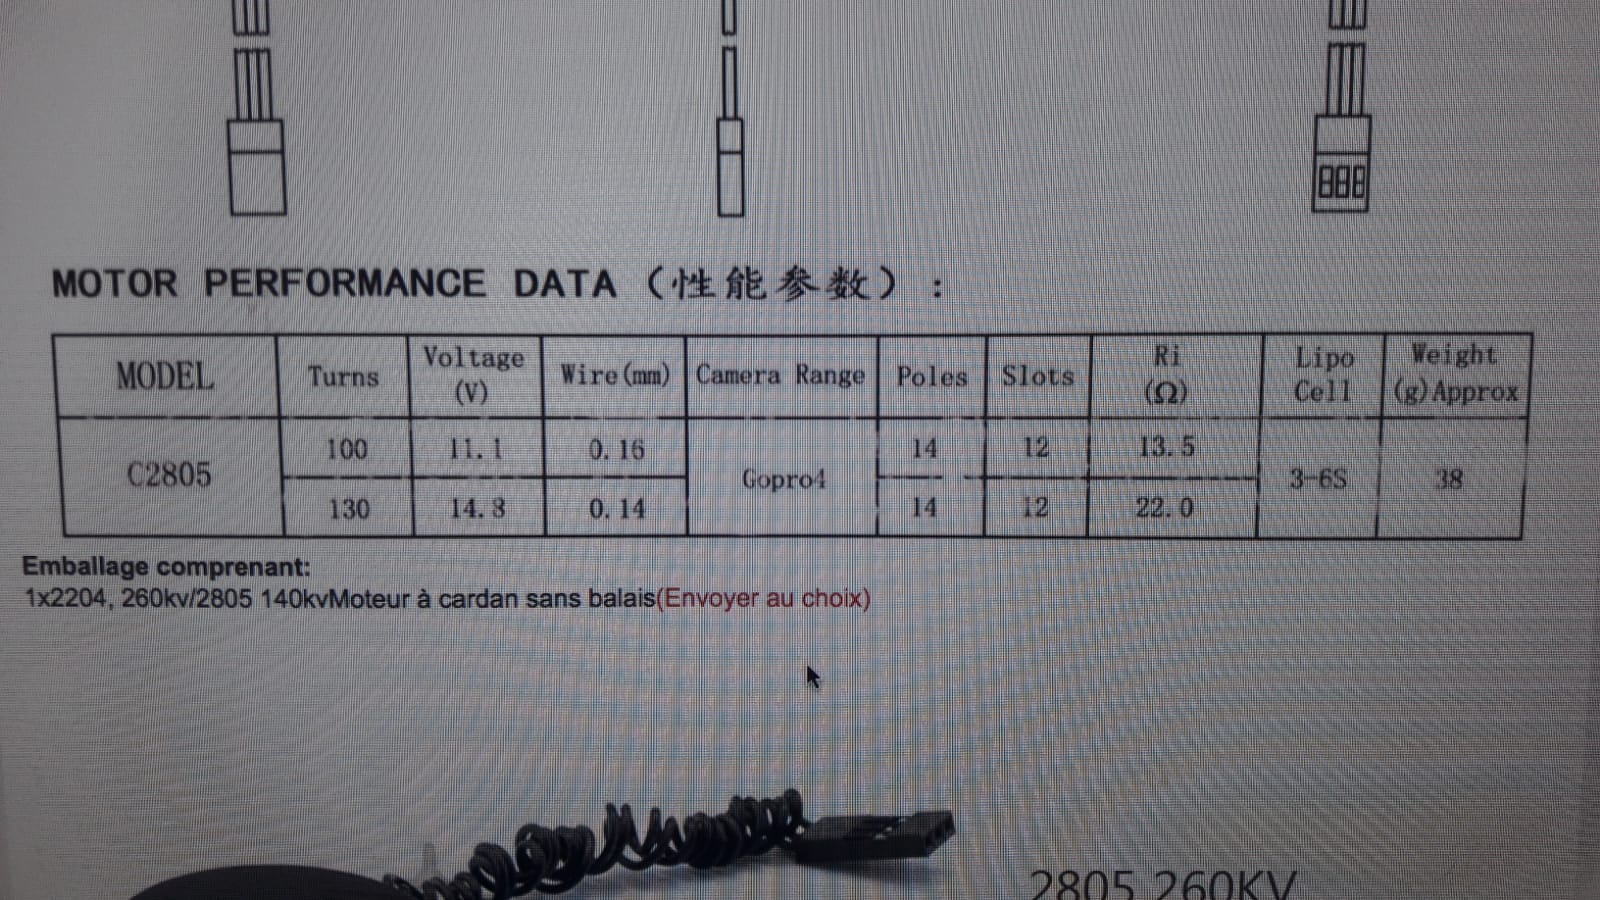 MOTOR PERFORMANCE DATA (性能参数) :
MODEL Turns Voltage (V) Wire(mm) Camera Range Poles Slots Ri (Ω) Lipo Cell Weight (g)Approx
C2805 100 11.1 0.16 Gopro4 14 12 13.5 3-6S 38
130 14.8 0.14 14 12 22.0
Emballage comprenant:
1x2204, 260kv/2805 140kvMoteur à cardan sans balais(Envoyer au choix)
2805 260KV